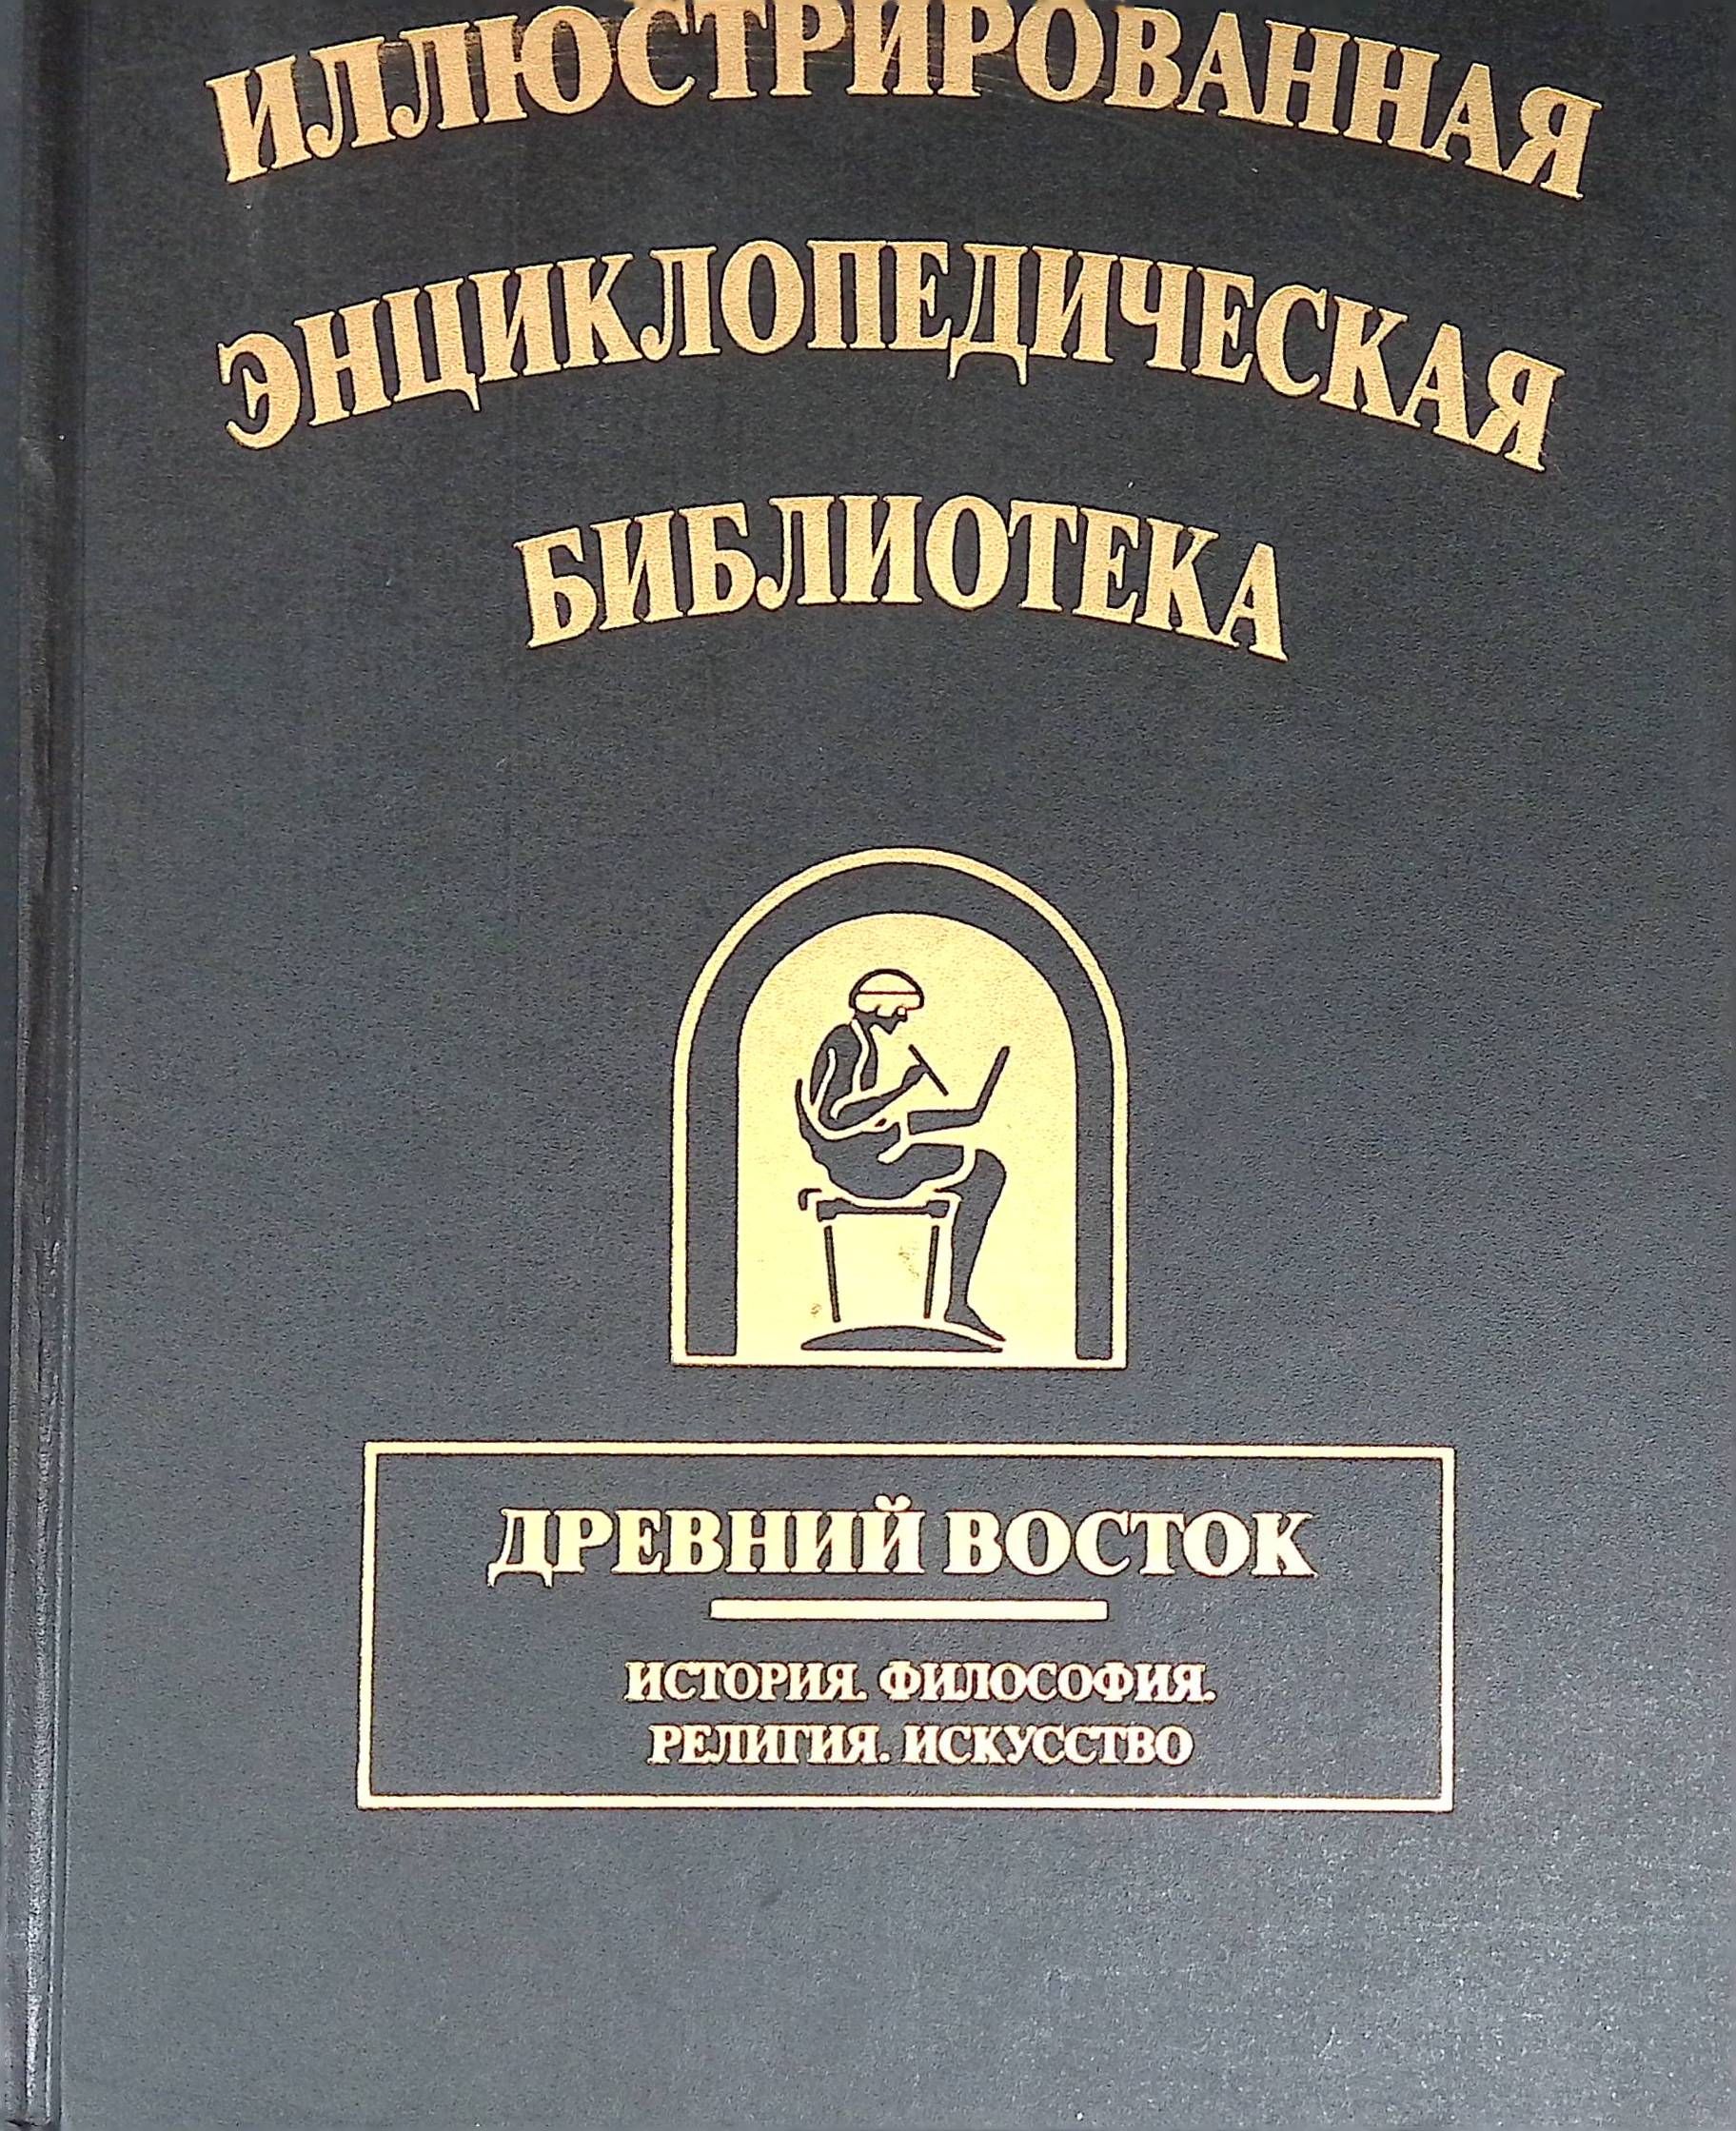 ИЛЛЮСТРИРОВАННАЯ
ЭНЦИКЛОПЕДИЧЕСКАЯ
БИБЛИОТЕКА
ДРЕВНИЙ ВОСТОК
ИСТОРИЯ. ФИЛОСОФИЯ.
РЕЛИГИЯ. ИСКУССТВО